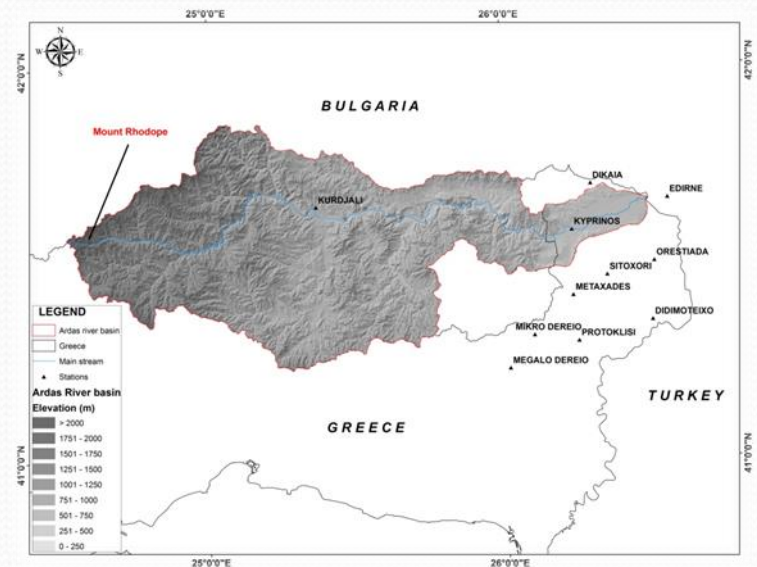 25°0'0"E
26°0'0"E
N
W
E
S
42°0'0"N
42°0'0"N
BULGARIA
Mount Rhodope
DIKAIA
EDIRNE
KURDJALI
KYPRINOS
ORESTIADA
SITOXORI
METAXADES
DIDIMOTEIXO
MIKRO DEREIO
PROTOKLISI
MEGALO DEREIO
TURKEY
GREECE
LEGEND
Ardas river basin
Greece
Main stream
Stations
Ardas River basin
Elevation (m)
> 2000
1751 - 2000
1501 - 1750
1251 - 1500
1001 - 1250
751 - 1000
501 - 750
251 - 500
0 - 250
41°0'0"N
41°0'0"N
25°0'0"E
26°0'0"E